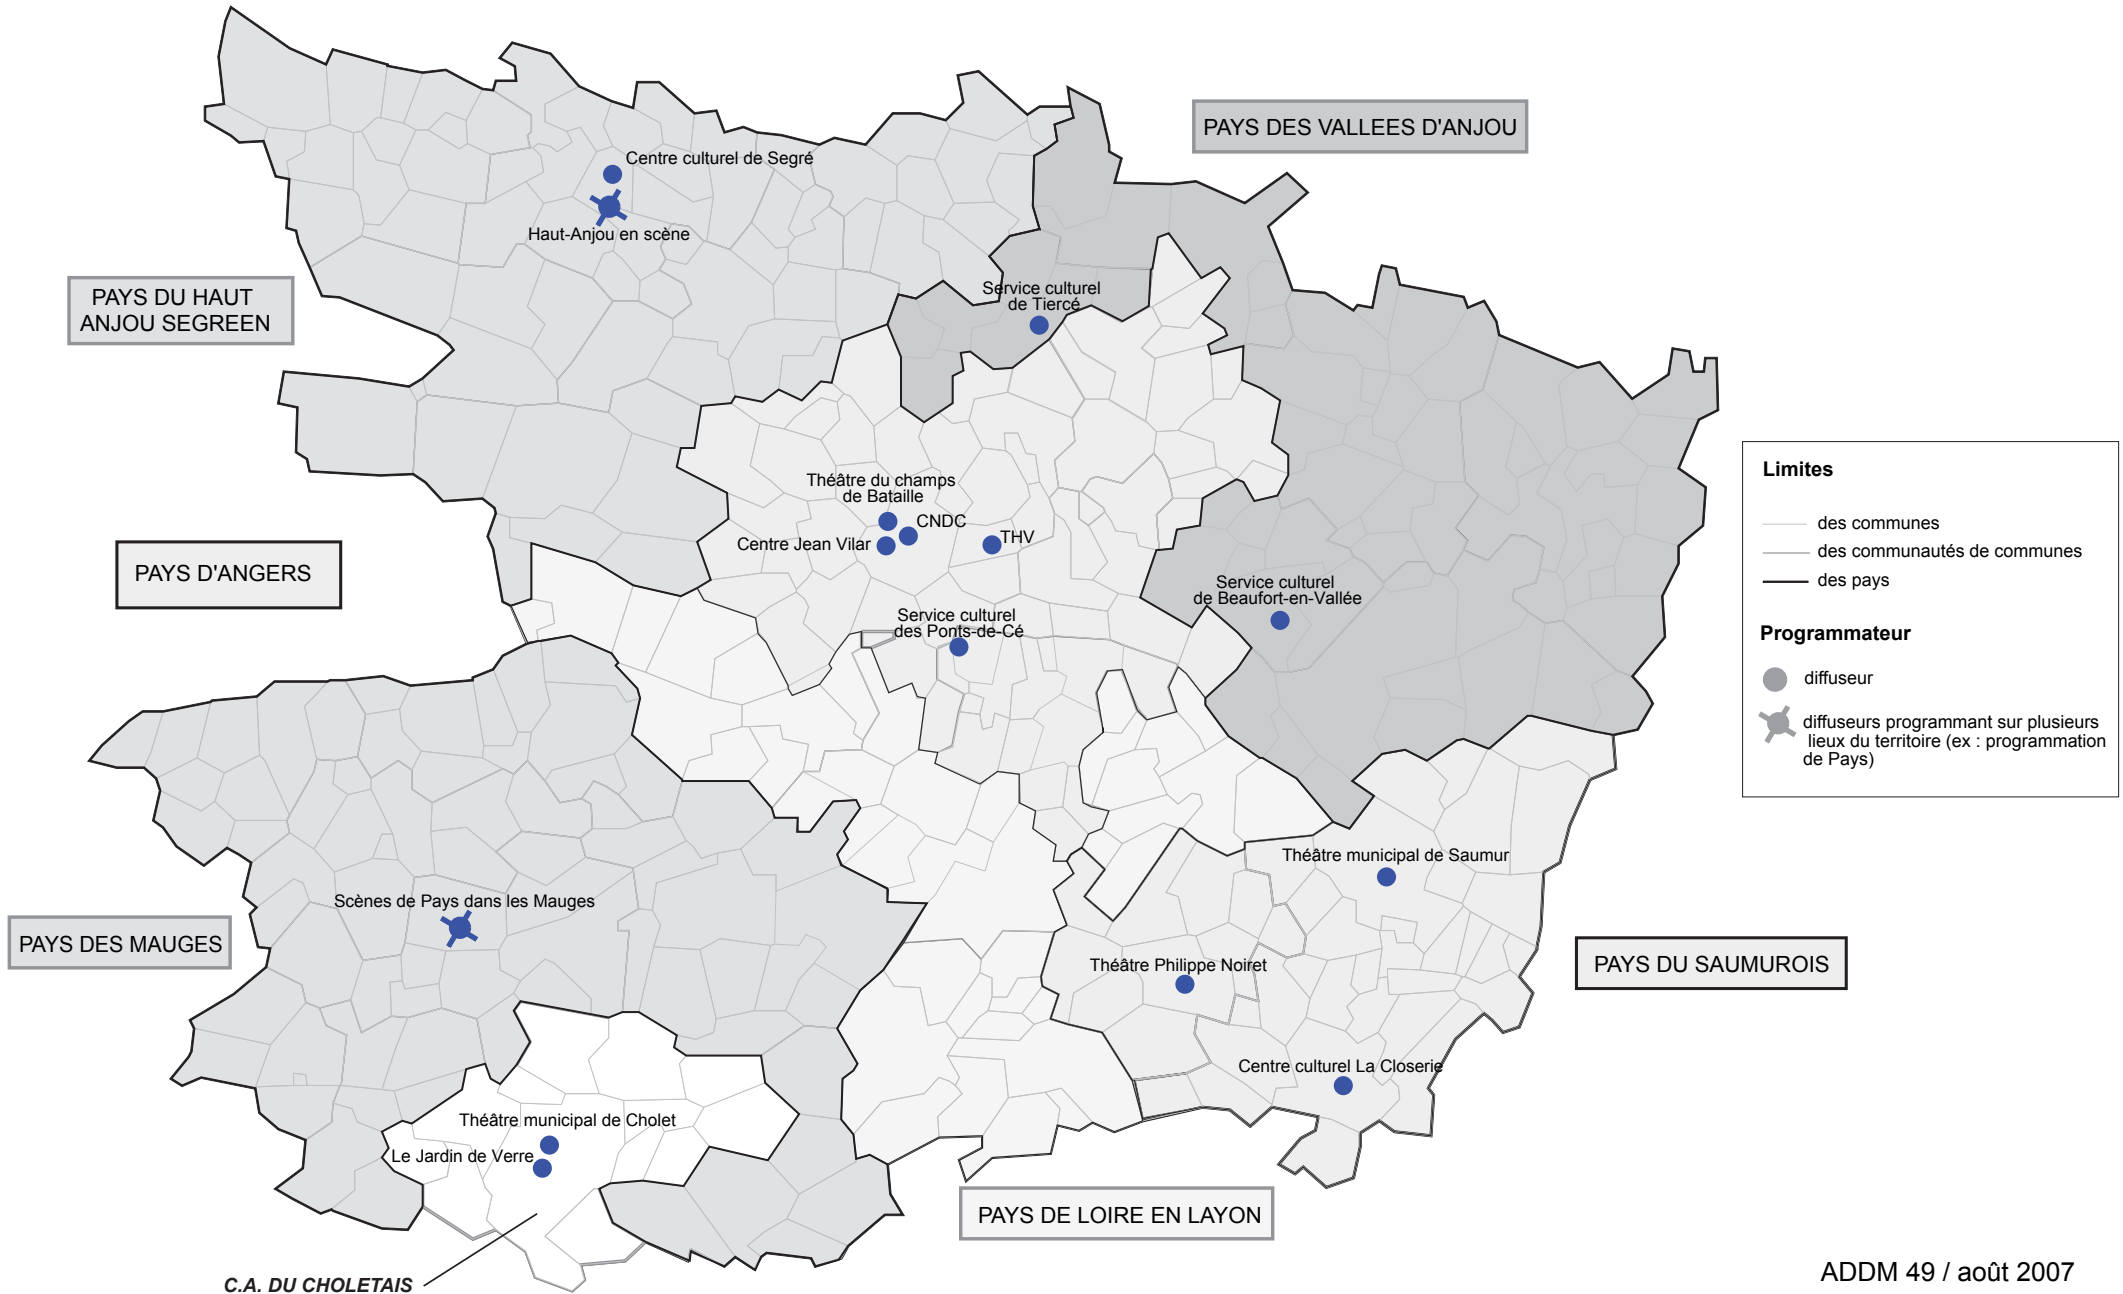 PAYS DES VALLEES D'ANJOU
Centre culturel de Segré
Haut-Anjou en scène
PAYS DU HAUT
ANJOU SEGREEN
Service culturel
de Tiercé
Limites
des communes
des communautés de communes
des pays
Programmateur
diffuseur
diffuseurs programmant sur plusieurs
lieux du territoire (ex : programmation
de Pays)
Théâtre du champs
de Bataille
CNDC
Centre Jean Vilar
THV
PAYS D'ANGERS
Service culturel
de Beaufort-en-Vallée
Service culturel
des Ponts-de-Cé
Théâtre municipal de Saumur
Scènes de Pays dans les Mauges
PAYS DES MAUGES
Théâtre Philippe Noiret
PAYS DU SAUMUROIS
Centre culturel La Closerie
Théâtre municipal de Cholet
Le Jardin de Verre
PAYS DE LOIRE EN LAYON
C.A. DU CHOLETAIS
ADDM 49 / août 2007